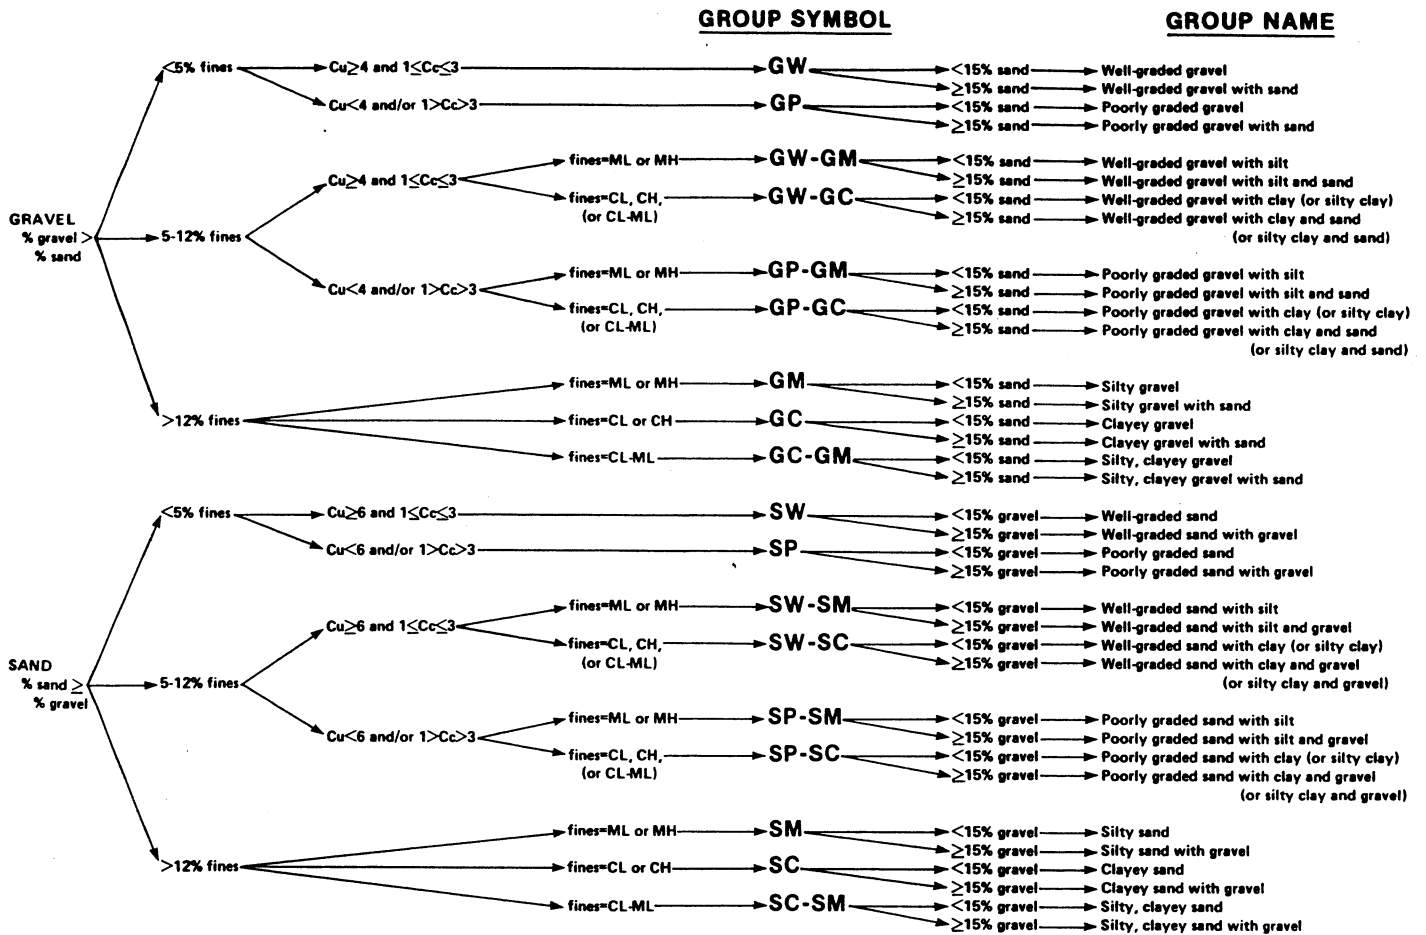 GROUP SYMBOL GROUP NAME
<5% fines Cu≥4 and 1≤Cc≤3 GW <15% sand Well-graded gravel
≥15% sand Well-graded gravel with sand
Cu<4 and/or 1>Cc>3 GP <15% sand Poorly graded gravel
≥15% sand Poorly graded gravel with sand
fines=ML or MH GW-GM <15% sand Well-graded gravel with silt
Cu≥4 and 1≤Cc≤3 ≥15% sand Well-graded gravel with silt and sand
fines=CL, CH, GW-GC <15% sand Well-graded gravel with clay (or silty clay)
(or CL-ML) ≥15% sand Well-graded gravel with clay and sand
GRAVEL
% gravel > 5-12% fines (or silty clay and sand)
% sand
fines=ML or MH GP-GM <15% sand Poorly graded gravel with silt
Cu<4 and/or 1>Cc>3 ≥15% sand Poorly graded gravel with silt and sand
fines=CL, CH, GP-GC <15% sand Poorly graded gravel with clay (or silty clay)
(or CL-ML) ≥15% sand Poorly graded gravel with clay and sand
(or silty clay and sand)
fines=ML or MH GM <15% sand Silty gravel
≥15% sand Silty gravel with sand
>12% fines fines=CL or CH GC <15% sand Clayey gravel
≥15% sand Clayey gravel with sand
fines=CL-ML GC-GM <15% sand Silty, clayey gravel
≥15% sand Silty, clayey gravel with sand
<5% fines Cu≥6 and 1≤Cc≤3 SW <15% gravel Well-graded sand
≥15% gravel Well-graded sand with gravel
Cu<6 and/or 1>Cc>3 SP <15% gravel Poorly graded sand
≥15% gravel Poorly graded sand with gravel
fines=ML or MH SW-SM <15% gravel Well-graded sand with silt
Cu≥6 and 1≤Cc≤3 ≥15% gravel Well-graded sand with silt and gravel
fines=CL, CH, SW-SC <15% gravel Well-graded sand with clay (or silty clay)
(or CL-ML) ≥15% gravel Well-graded sand with clay and gravel
SAND
% sand ≥ 5-12% fines (or silty clay and gravel)
% gravel
fines=ML or MH SP-SM <15% gravel Poorly graded sand with silt
Cu<6 and/or 1>Cc>3 ≥15% gravel Poorly graded sand with silt and gravel
fines=CL, CH, SP-SC <15% gravel Poorly graded sand with clay (or silty clay)
(or CL-ML) ≥15% gravel Poorly graded sand with clay and gravel
(or silty clay and gravel)
fines=ML or MH SM <15% gravel Silty sand
≥15% gravel Silty sand with gravel
>12% fines fines=CL or CH SC <15% gravel Clayey sand
≥15% gravel Clayey sand with gravel
fines=CL-ML SC-SM <15% gravel Silty, clayey sand
≥15% gravel Silty, clayey sand with gravel